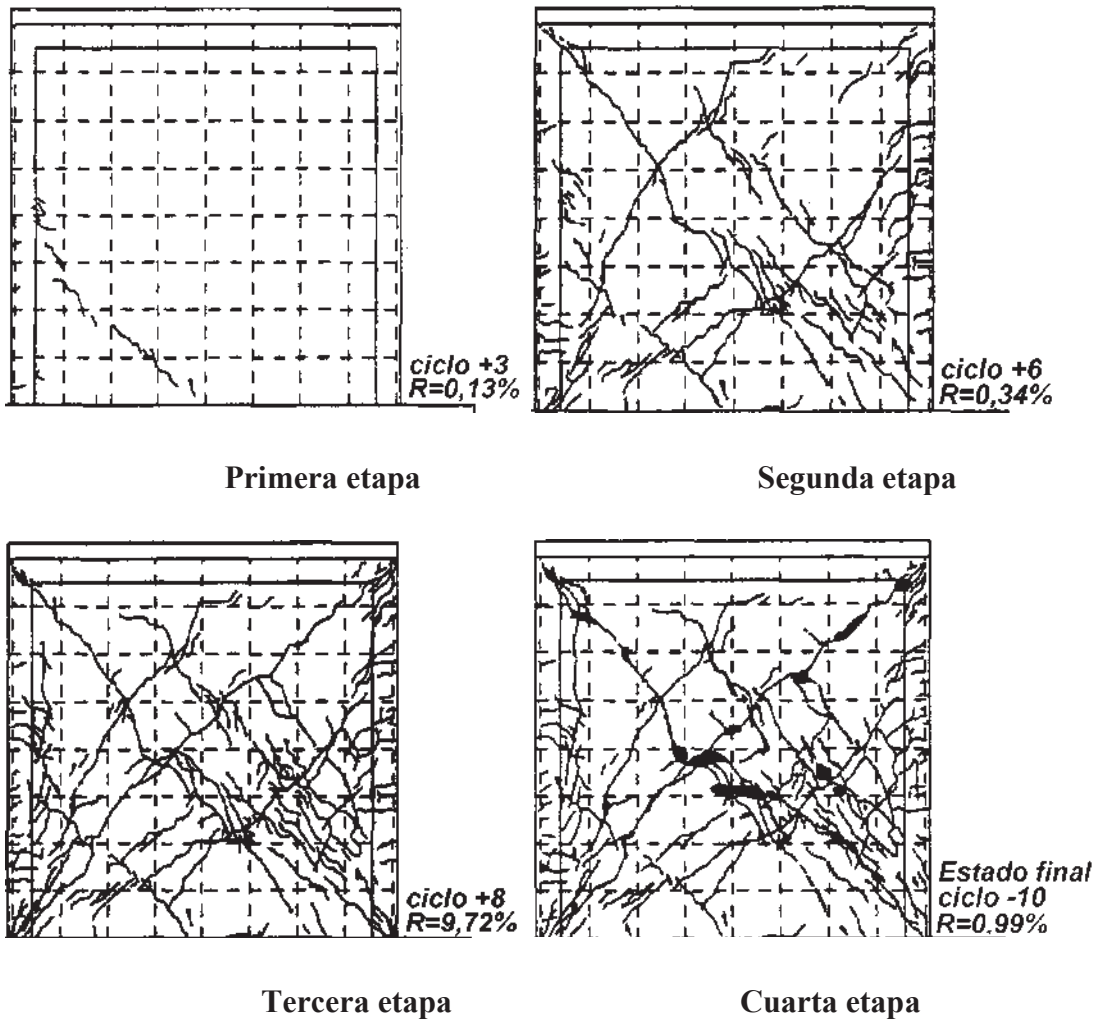 ciclo +3
R=0,13%
ciclo +6
R=0,34%
Primera etapa
Segunda etapa
ciclo +8
R=9,72%
Estado final
ciclo -10
R=0.99%
Tercera etapa
Cuarta etapa